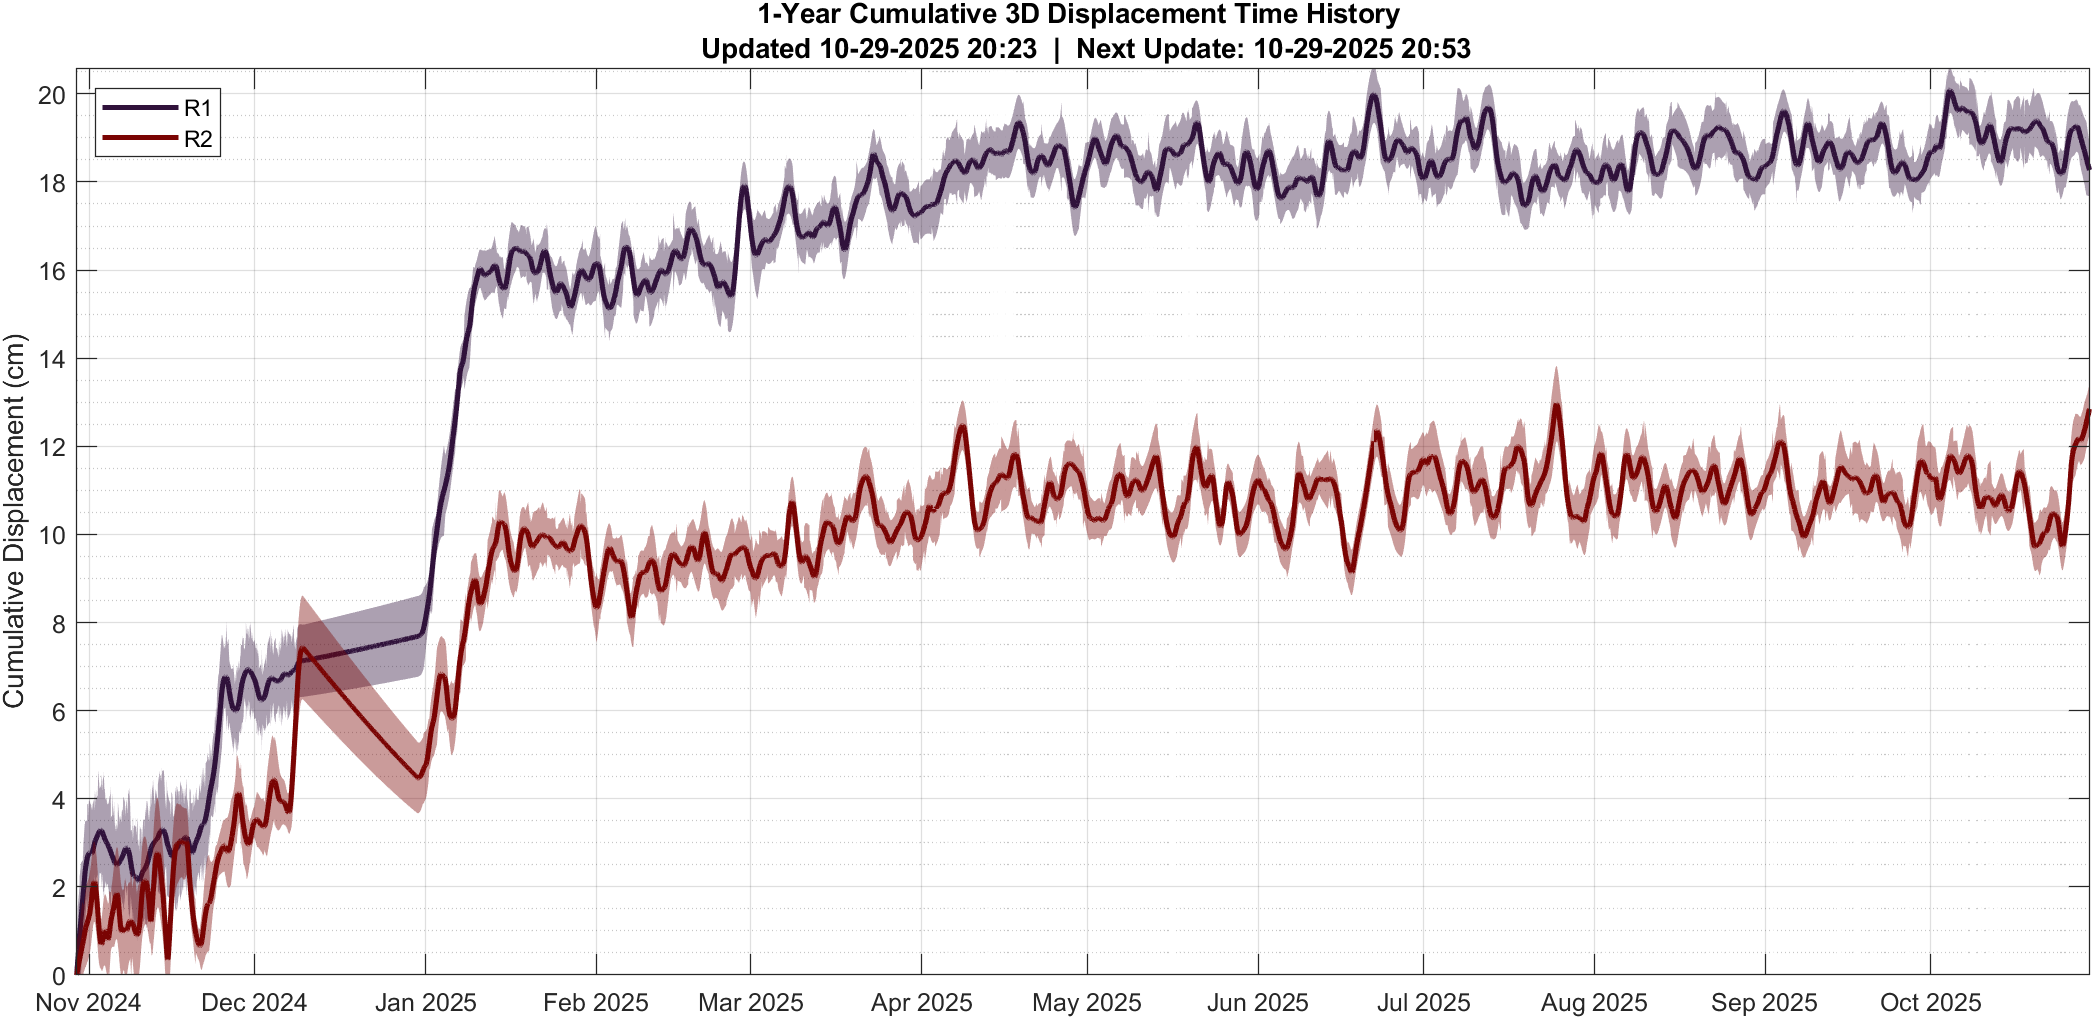 1-Year Cumulative 3D Displacement Time History
Updated 10-29-2025 20:23 | Next Update: 10-29-2025 20:53
R1
R2
Cumulative Displacement (cm)
20
18
16
14
12
10
8
6
4
2
0
Nov 2024 Dec 2024 Jan 2025 Feb 2025 Mar 2025 Apr 2025 May 2025 Jun 2025 Jul 2025 Aug 2025 Sep 2025 Oct 2025